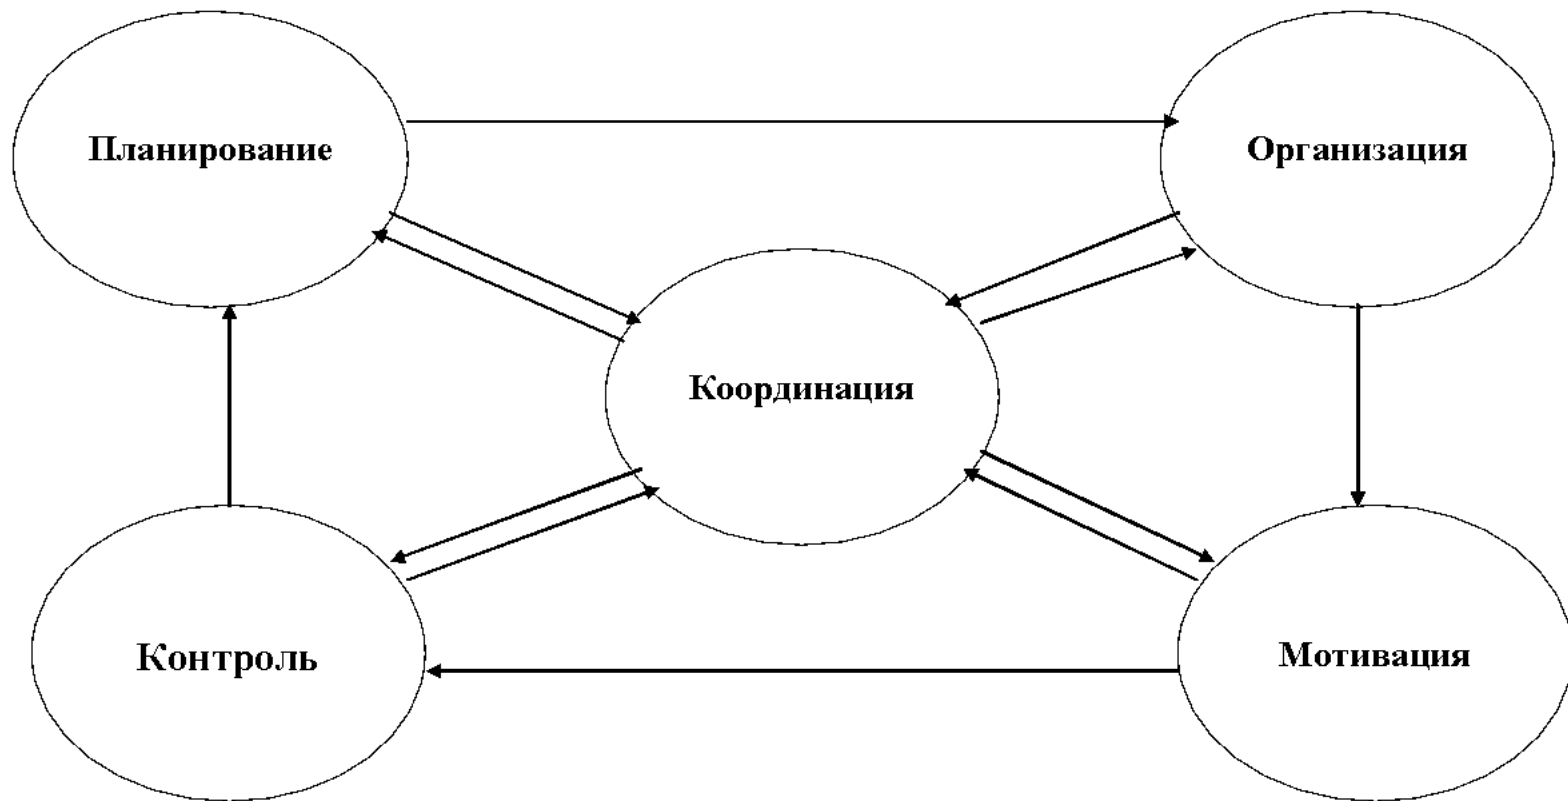 Планирование
Организация
Координация
Контроль
Мотивация